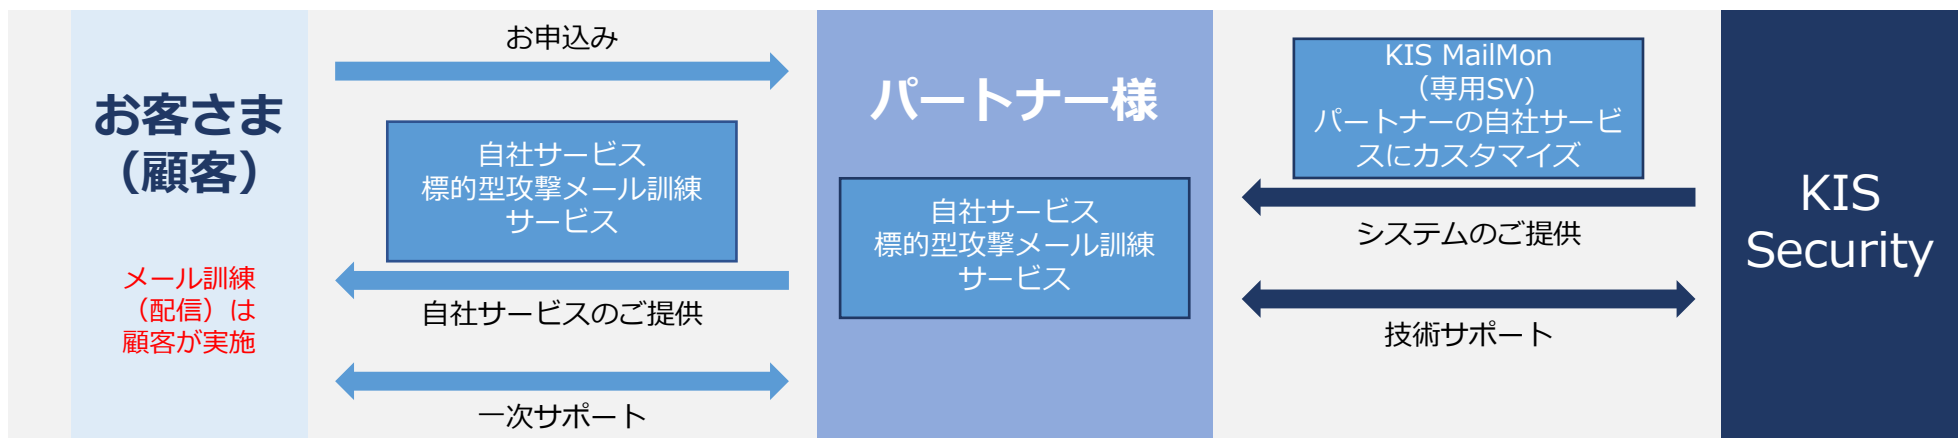 お客さま
（顧客）
メール訓練
（配信）は
顧客が実施
お申込み
自社サービス
標的型攻撃メール訓練
サービス
自社サービスのご提供
一次サポート
パートナー様
自社サービス
標的型攻撃メール訓練
サービス
KIS MailMon
（専用SV)
パートナーの自社サービ
スにカスタマイズ
システムのご提供
技術サポート
KIS
Security